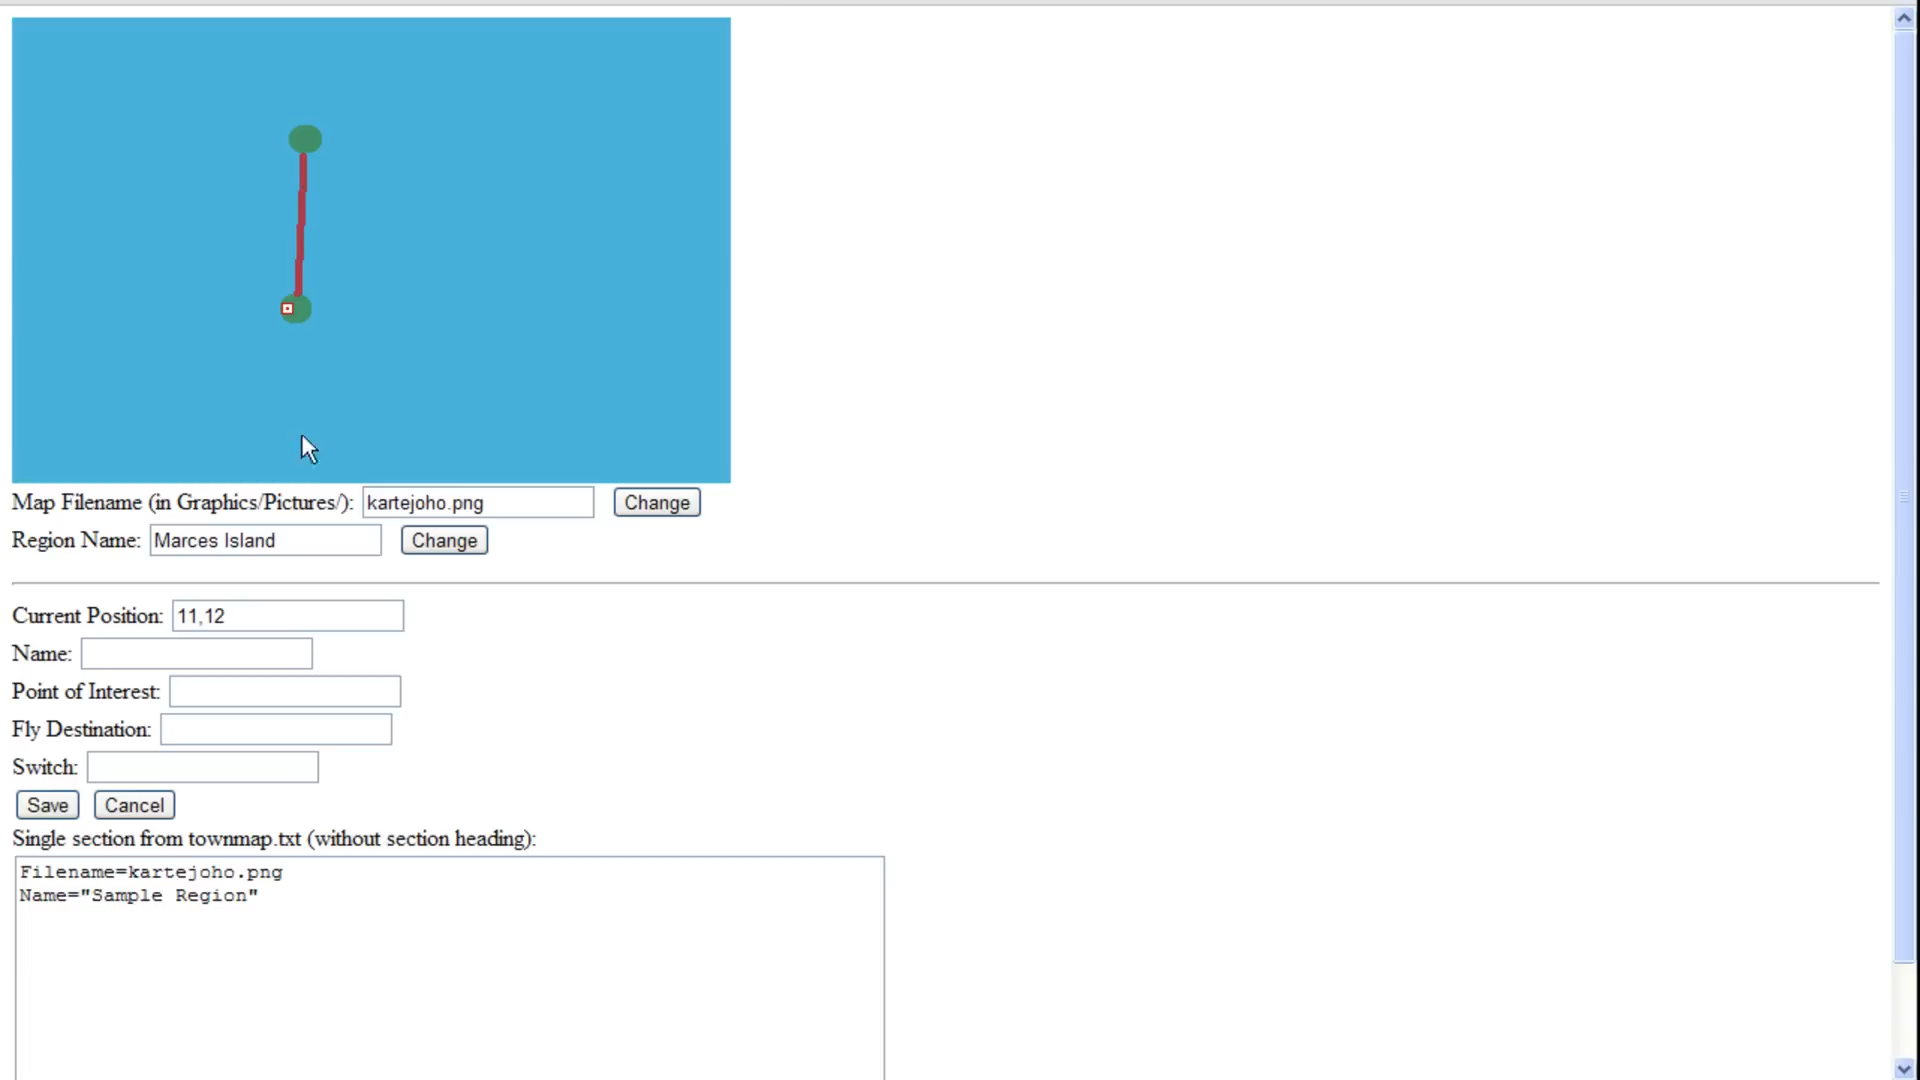 Map Filename (in Graphics/Pictures/): kartejoho.png Change
Region Name: Marces Island Change
Current Position: 11,12
Name:
Point of Interest:
Fly Destination:
Switch:
Save Cancel
Single section from townmap.txt (without section heading):
Filename=kartejoho.png
Name="Sample Region"